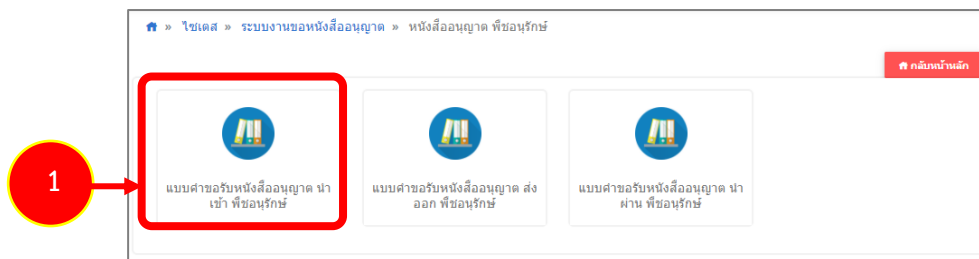 » ไซเตส » ระบบงานขอหนังสืออนุญาต » หนังสืออนุญาต พืชอนุรักษ์
กลับหน้าหลัก
1
แบบคำขอรับหนังสืออนุญาต นำ
เข้า พืชอนุรักษ์
แบบคำขอรับหนังสืออนุญาต ส่ง
ออก พืชอนุรักษ์
แบบคำขอรับหนังสืออนุญาต นำ
ผ่าน พืชอนุรักษ์